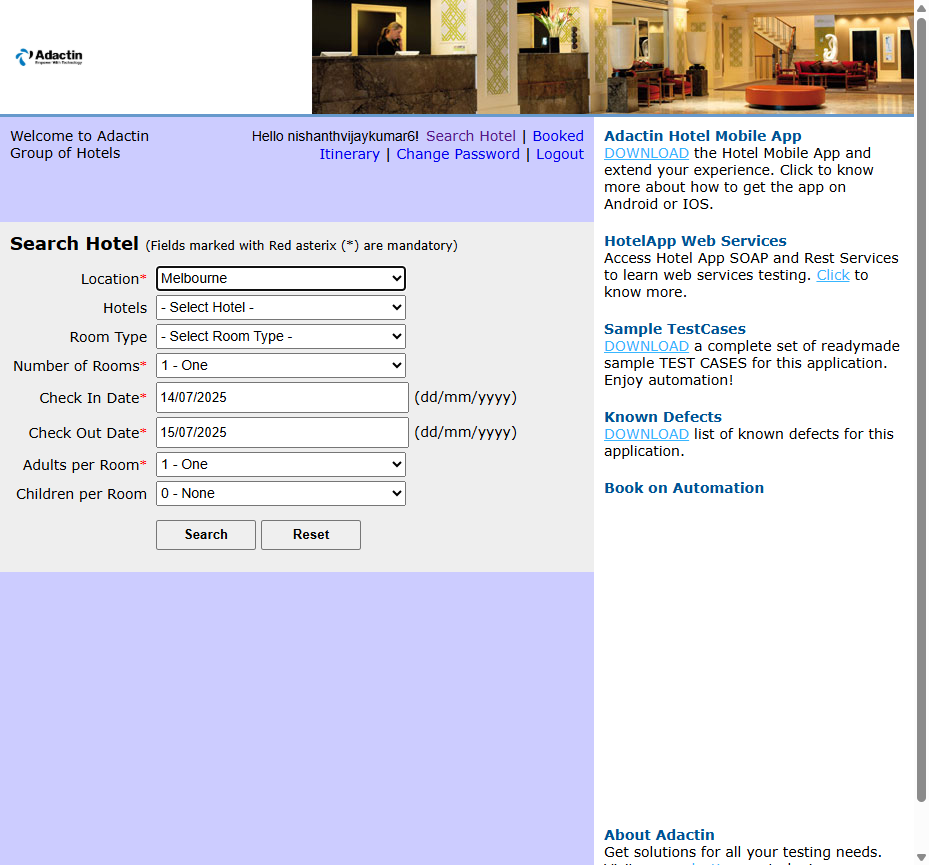 Adactin
Welcome to Adactin
Group of Hotels
Hello nishanthvijaykumar6! Search Hotel | Booked
Itinerary | Change Password | Logout
Search Hotel (Fields marked with Red asterix (*) are mandatory)
Location* Melbourne
Hotels - Select Hotel -
Room Type - Select Room Type -
Number of Rooms* 1 - One
Check In Date* 14/07/2025 (dd/mm/yyyy)
Check Out Date* 15/07/2025 (dd/mm/yyyy)
Adults per Room* 1 - One
Children per Room 0 - None
Search Reset
Adactin Hotel Mobile App
DOWNLOAD the Hotel Mobile App and
extend your experience. Click to know
more about how to get the app on
Android or IOS.
HotelApp Web Services
Access Hotel App SOAP and Rest Services
to learn web services testing. Click to
know more.
Sample TestCases
DOWNLOAD a complete set of readymade
sample TEST CASES for this application.
Enjoy automation!
Known Defects
DOWNLOAD list of known defects for this
application.
Book on Automation
About Adactin
Get solutions for all your testing needs.